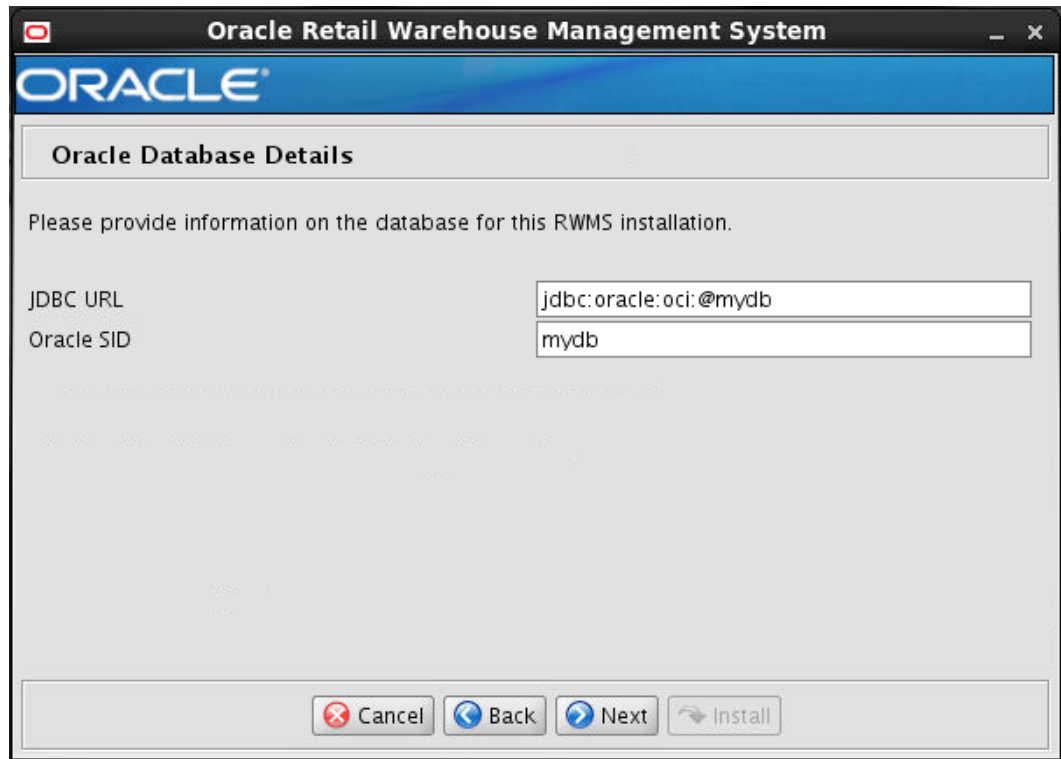 Oracle Retail Warehouse Management System
ORACLE
Oracle Database Details
Please provide information on the database for this RWMS installation.
JDBC URL jdbc:oracle:oci:@mydb
Oracle SID mydb
Cancel Back Next Install